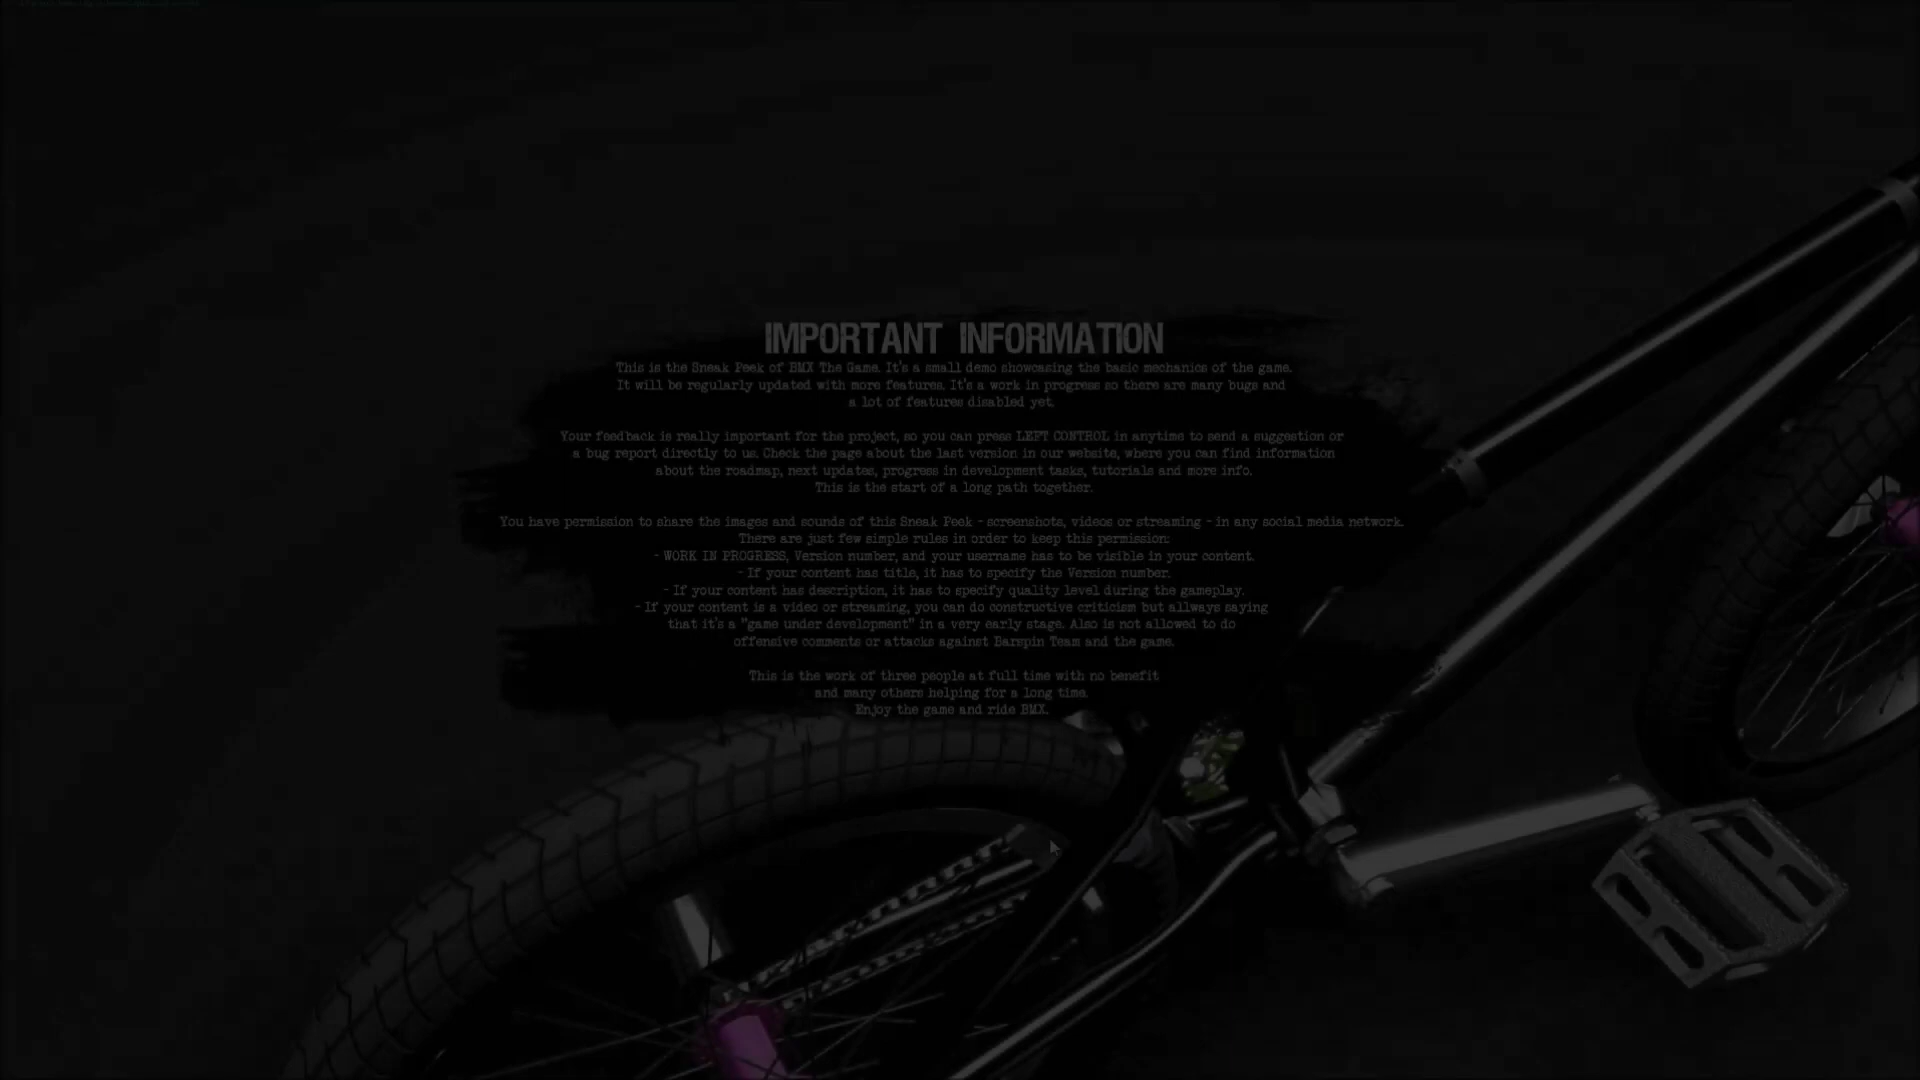 IMPORTANT INFORMATION
This is the Sneak Peek of BMX The Game. It's a small demo showcasing the basic mechanics of the game.
It will be regularly updated with more features. It's a work in progress so there are many bugs and
a lot of features disabled yet.
Your feedback is really important for the project, so you can press LEFT CONTROL in anytime to send a suggestion or
a bug report directly to us. Check the page about the last version in our website, where you can find information
about the roadmap, next updates, progress in development tasks, tutorials and more info.
This is the start of a long path together.
You have permission to share the images and sounds of this Sneak Peek - screenshots, videos or streaming - in any social media network.
There are just few simple rules in order to keep this permission:
- WORK IN PROGRESS, Version number, and your username has to be visible in your content.
- If your content has title, it has to specify the Version number.
- If your content has description, it has to specify quality level during the gameplay.
- If your content is a video or streaming, you can do constructive criticism but allways saying
that it's a "game under development" in a very early stage. Also is not allowed to do
offensive comments or attacks against Barspin Team and the game.
This is the work of three people at full time with no benefit
and many others helping for a long time.
Enjoy the game and ride BMX.